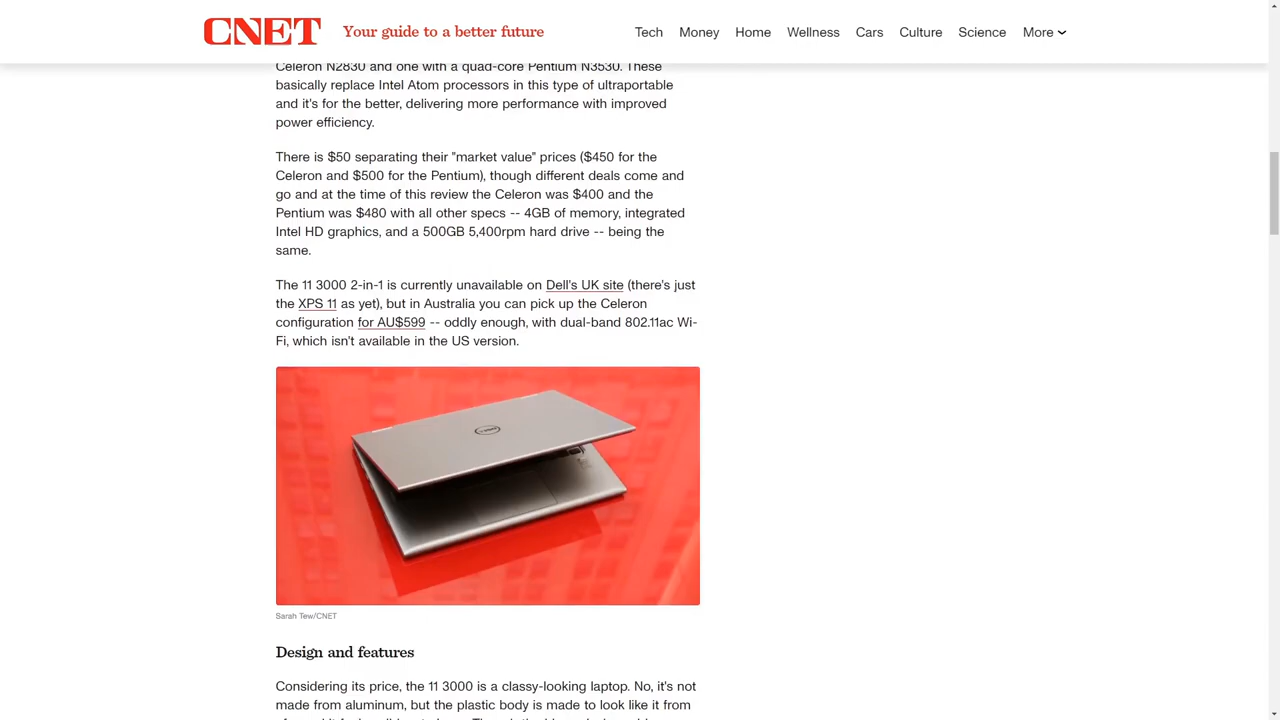 CNET
Your guide to a better future
Tech Money Home Wellness Cars Culture Science More
Celeron N2830 and one with a quad-core Pentium N3530. These
basically replace Intel Atom processors in this type of ultraportable
and it's for the better, delivering more performance with improved
power efficiency.
There is $50 separating their "market value" prices ($450 for the
Celeron and $500 for the Pentium), though different deals come and
go and at the time of this review the Celeron was $400 and the
Pentium was $480 with all other specs -- 4GB of memory, integrated
Intel HD graphics, and a 500GB 5,400rpm hard drive -- being the
same.
The 11 3000 2-in-1 is currently unavailable on Dell's UK site (there's just
the XPS 11 as yet), but in Australia you can pick up the Celeron
configuration for AU$599 -- oddly enough, with dual-band 802.11ac Wi-
Fi, which isn't available in the US version.
DELL
Sarah Tew/CNET
Design and features
Considering its price, the 11 3000 is a classy-looking laptop. No, it's not
made from aluminum, but the plastic body is made to look like it from